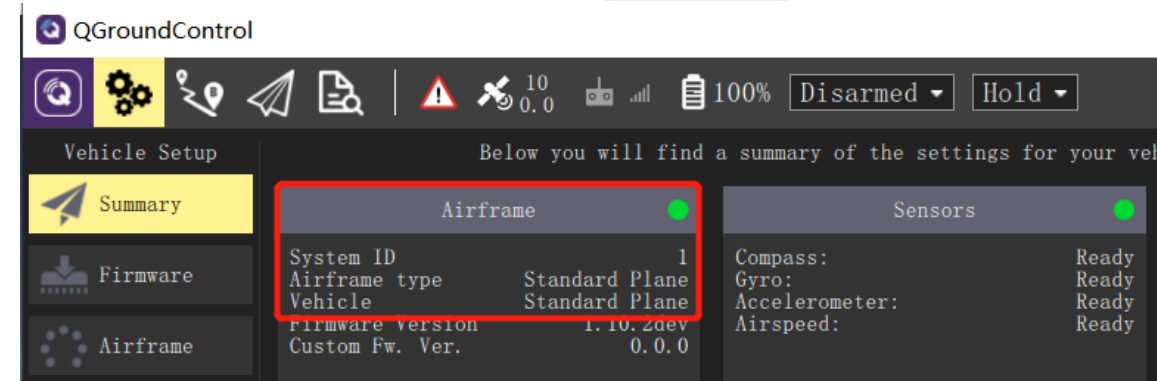 QGroundControl
10
0.0
100%
Disarmed
Hold
Vehicle Setup
Below you will find a summary of the settings for your
Summary
Firmware
Airframe
Airframe
System ID 1
Airframe type Standard Plane
Vehicle Standard Plane
Firmware Version 1.10.2dev
Custom Fw. Ver. 0.0.0
Sensors
Compass: Ready
Gyro: Ready
Accelerometer: Ready
Airspeed: Ready